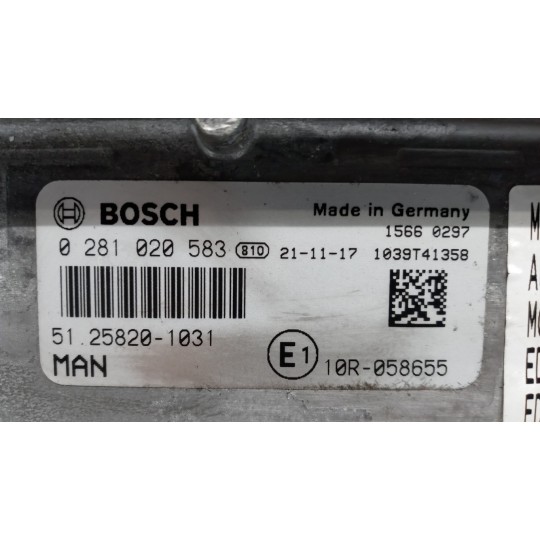 BOSCH Made in Germany
1566 0297
0 281 020 583 810 21-11-17 1039T41358
51.25820-1031
MAN E1 10R-058655
M
A
M
ED